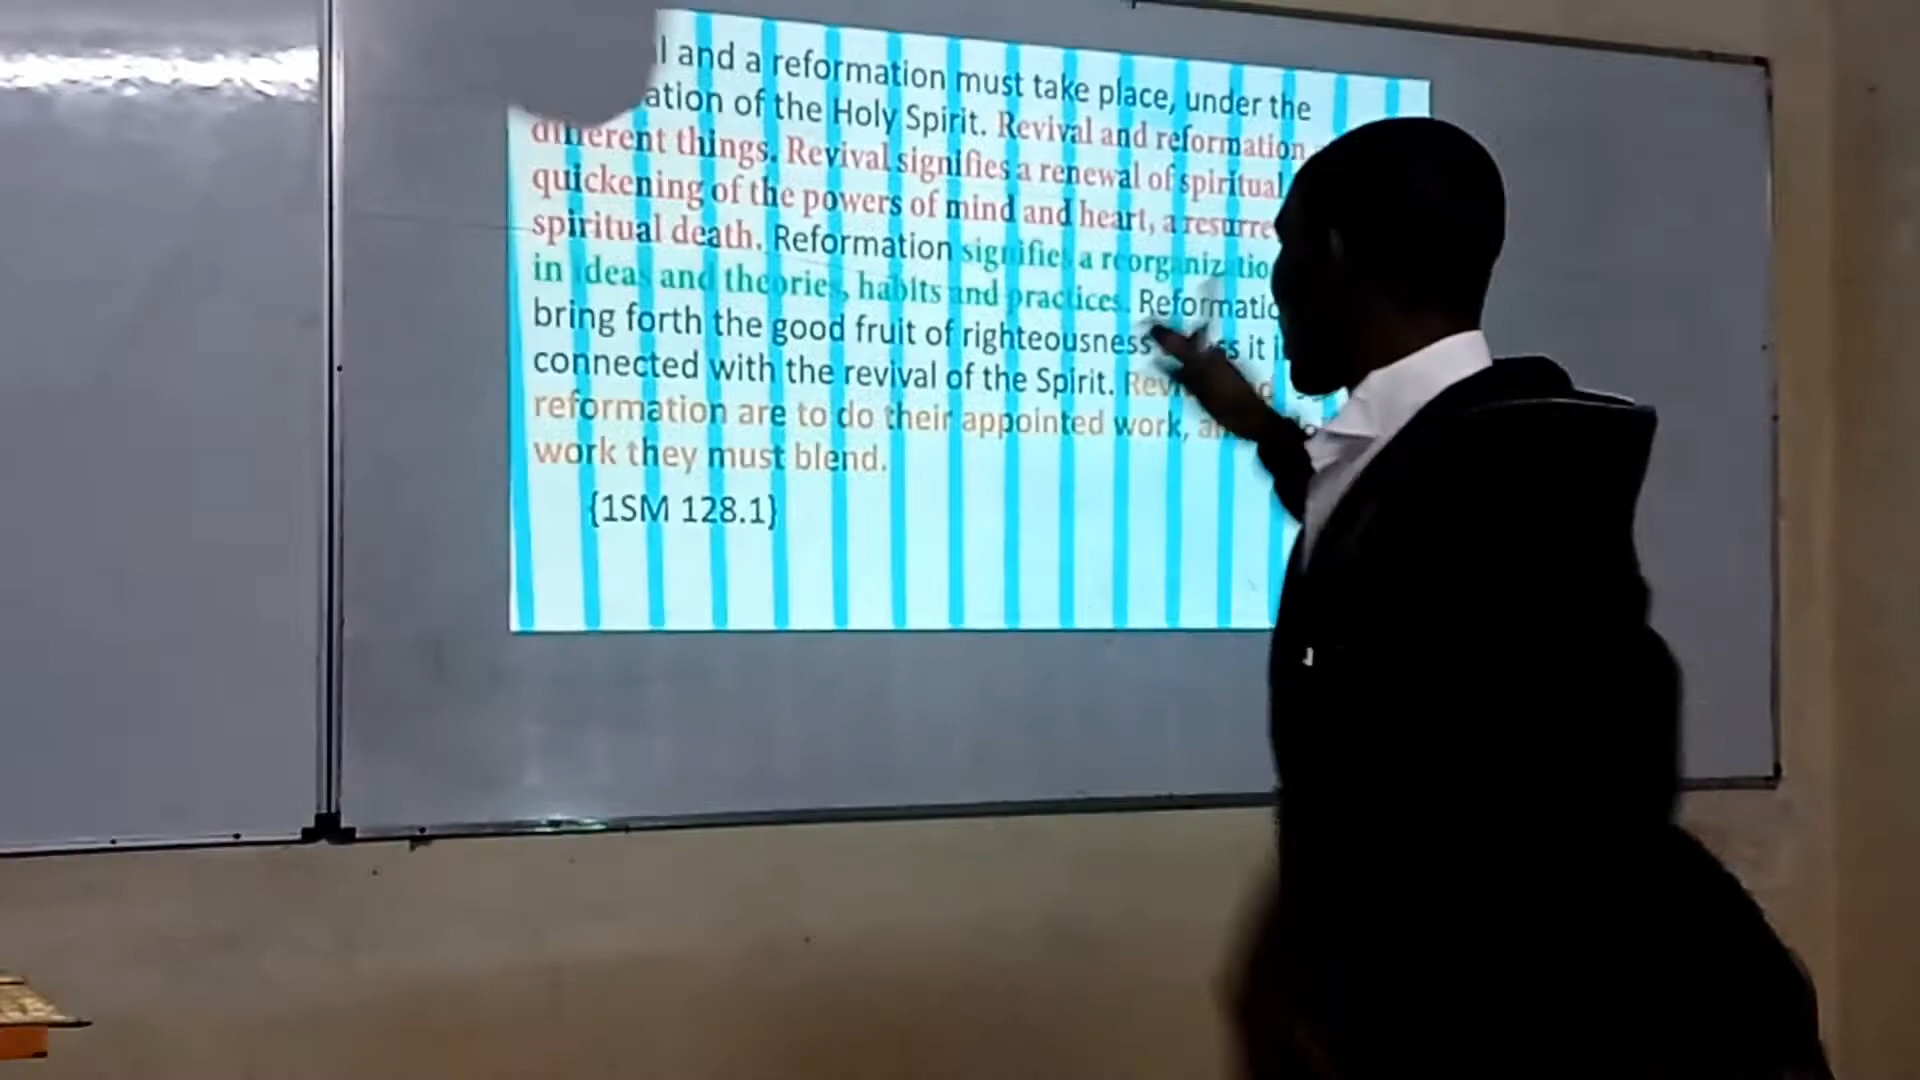 and a reformation must take place, under the
of the Holy Spirit. Revival and reformation
different things. Revival signifies a renewal of spiritual
quickening of the powers of mind and heart, a
spiritual death. Reformation signifies a
in ideas and theories, habits and practices.
bring forth the good fruit of righteousness it
connected with the revival of the Spirit.
reformation are to do their appointed work,
work they must blend.
{1SM 128.1}